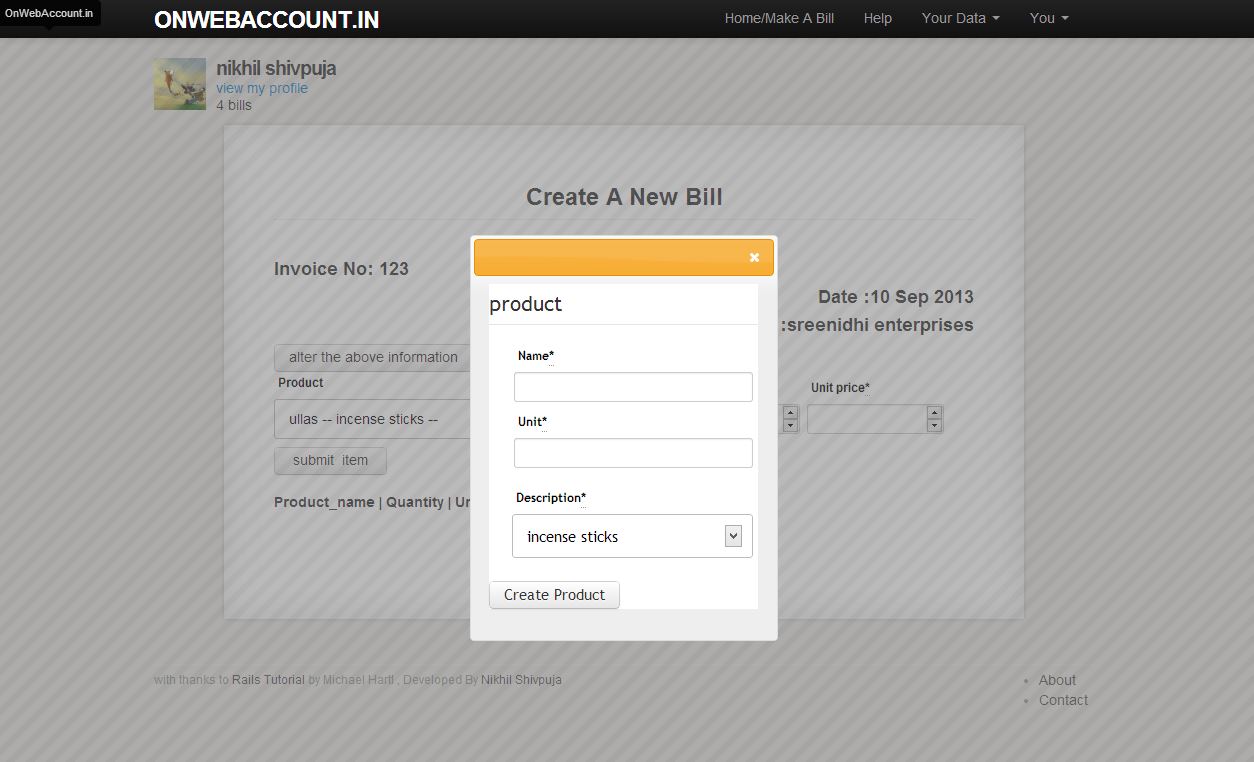 OnWebAccount.in
ONWEBACCOUNT.IN
Home/Make A Bill Help Your Data You
nikhil shivpuja
view my profile
4 bills
Create A New Bill
Invoice No: 123
Date :10 Sep 2013
:sreenidhi enterprises
alter the above information
Product
Unit price*
ullas -- incense sticks --
submit item
Product_name | Quantity |
product
Name*
Unit*
Description*
incense sticks
Create Product
with thanks to Rails Tutorial by Michael Hartl , Developed By Nikhil Shivpuja
About
Contact